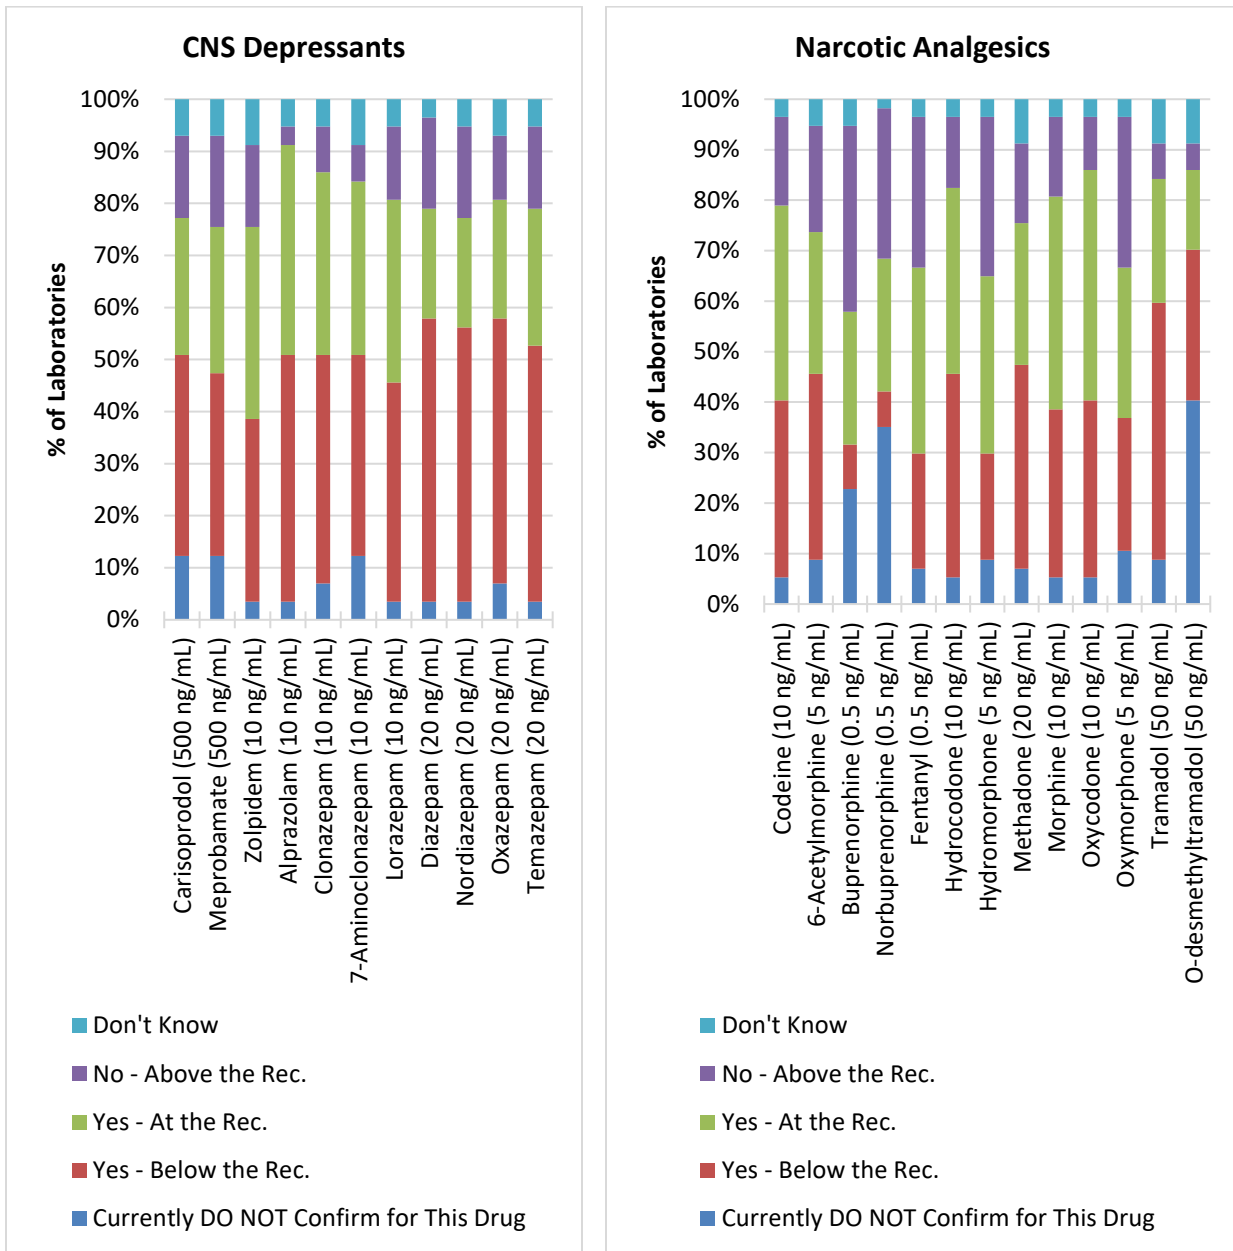 CNS Depressants
100%
90%
80%
70%
60%
50%
40%
30%
20%
10%
0%
% of Laboratories
Carisoprodol (500 ng/mL)
Meprobamate (500 ng/mL)
Zolpidem (10 ng/mL)
Alprazolam (10 ng/mL)
Clonazepam (10 ng/mL)
7-Aminoclonazepam (10 ng/mL)
Lorazepam (10 ng/mL)
Diazepam (20 ng/mL)
Nordiazepam (20 ng/mL)
Oxazepam (20 ng/mL)
Temazepam (20 ng/mL)
Don't Know
No - Above the Rec.
Yes - At the Rec.
Yes - Below the Rec.
Currently DO NOT Confirm for This Drug
Narcotic Analgesics
100%
90%
80%
70%
60%
50%
40%
30%
20%
10%
0%
% of Laboratories
Codeine (10 ng/mL)
6-Acetylmorphine (5 ng/mL)
Buprenorphine (0.5 ng/mL)
Norbuprenorphine (0.5 ng/mL)
Fentanyl (0.5 ng/mL)
Hydrocodone (10 ng/mL)
Hydromorphone (5 ng/mL)
Methadone (20 ng/mL)
Morphine (10 ng/mL)
Oxycodone (10 ng/mL)
Oxymorphone (5 ng/mL)
Tramadol (50 ng/mL)
O-desmethyltramadol (50 ng/mL)
Don't Know
No - Above the Rec.
Yes - At the Rec.
Yes - Below the Rec.
Currently DO NOT Confirm for This Drug